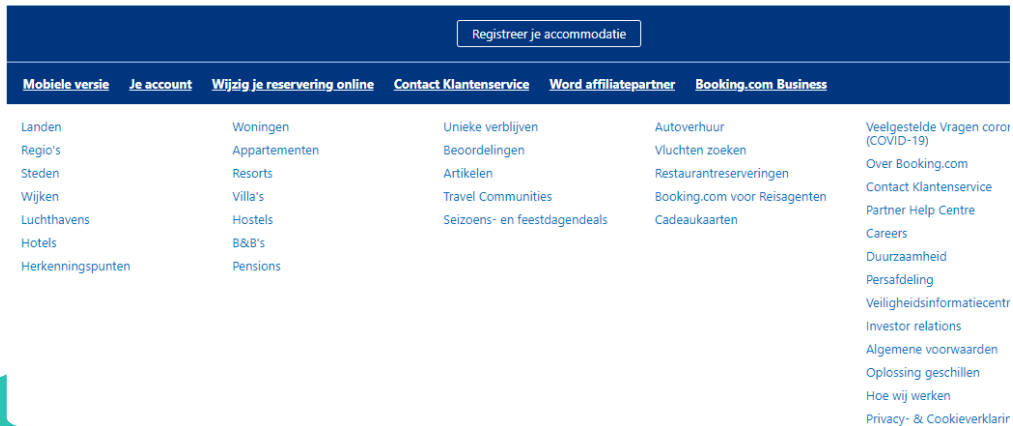 Registreer je accommodatie
Mobiele versie Je account Wijzig je reservering online Contact Klantenservice Word affiliatepartner Booking.com Business
Landen
Regio's
Steden
Wijken
Luchthavens
Hotels
Herkenningspunten
Woningen
Appartementen
Resorts
Villa's
Hostels
B&B's
Pensions
Unieke verblijven
Beoordelingen
Artikelen
Travel Communities
Seizoens- en feestdagendeals
Autoverhuur
Vluchten zoeken
Restaurantreserveringen
Booking.com voor Reisagenten
Cadeaukaarten
Veelgestelde Vragen
(COVID-19)
Over Booking.com
Contact Klantenservice
Partner Help Centre
Careers
Duurzaamheid
Persafdeling
Investor relations
Algemene voorwaarden
Oplossing geschillen
Hoe wij werken
Privacy- &